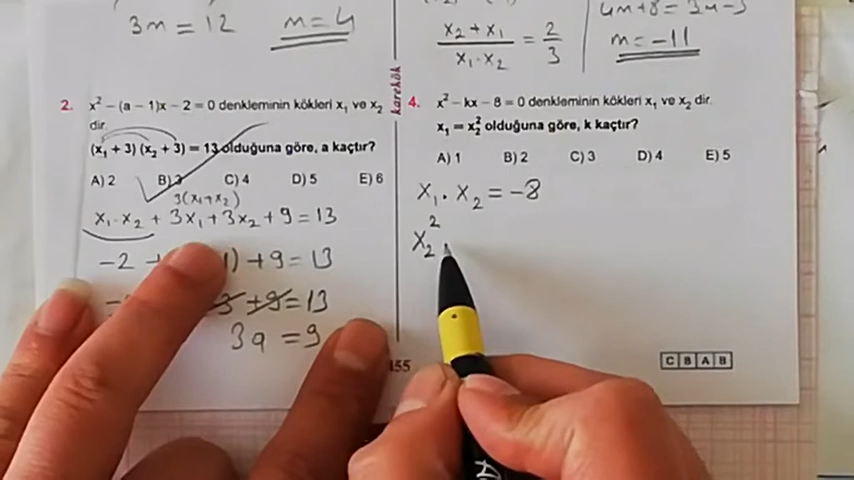 3m = 12 m = 4
2. x² – (a – 1)x – 2 = 0 denkleminin kökleri x₁ ve x₂
dir.
(x₁ + 3) (x₂ + 3) = 13 olduğuna göre, a kaçtır?
A) 2 B) 3 C) 4 D) 5 E) 6
3(x₁+x₂)
x₁·x₂ + 3x₁ + 3x₂ + 9 = 13
-2 1) + 9 = 13
3 + 9 = 13
3a = 9
karekök
x₂ + x₁ / x₁·x₂ = 2/3
m = -11
4. x² – kx – 8 = 0 denkleminin kökleri x₁ ve x₂ dir.
x₁ = x₂² olduğuna göre, k kaçtır?
A) 1 B) 2 C) 3 D) 4 E) 5
x₁ · x₂ = -8
x₂² ·
155
C B A B